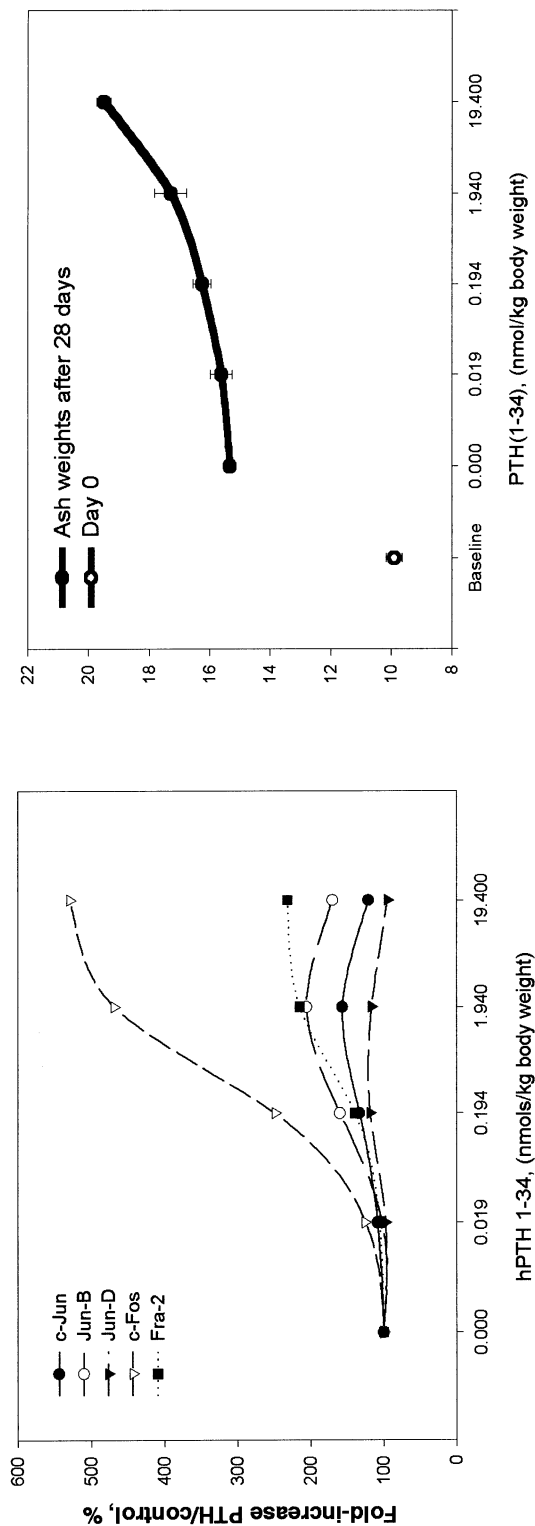 Fold-increase PTH/control, %
600
500
400
300
200
100
0
c-Jun
Jun-B
Jun-D
c-Fos
Fra-2
0.000
0.019
0.194
1.940
19.400
hPTH 1-34, (nmols/kg body weight)
22
20
18
16
14
12
10
8
Ash weights after 28 days
Day 0
Baseline
0.000
0.019
0.194
1.940
19.400
PTH(1-34), (nmol/kg body weight)